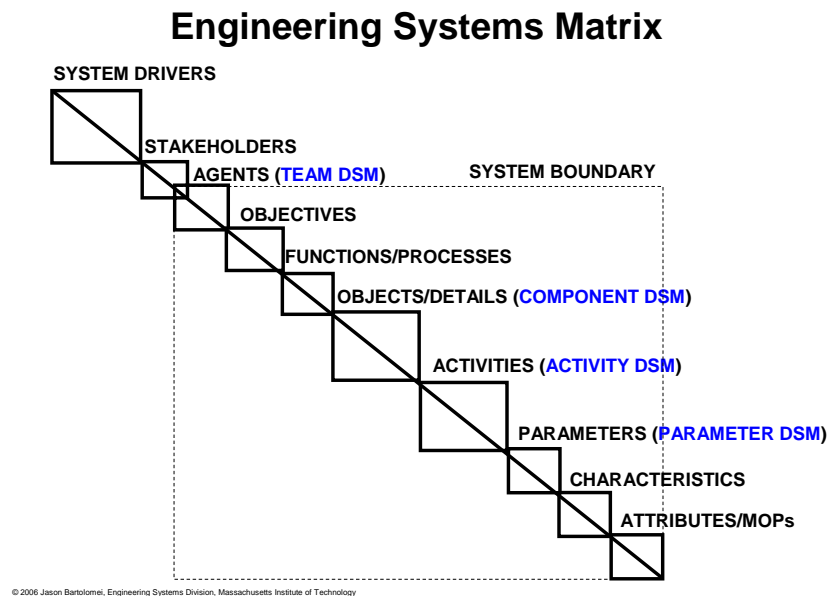 Engineering Systems Matrix
SYSTEM DRIVERS
STAKEHOLDERS
AGENTS (TEAM DSM)
SYSTEM BOUNDARY
OBJECTIVES
FUNCTIONS/PROCESSES
OBJECTS/DETAILS (COMPONENT DSM)
ACTIVITIES (ACTIVITY DSM)
PARAMETERS (PARAMETER DSM)
CHARACTERISTICS
ATTRIBUTES/MOPs
© 2006 Jason Bartolomei, Engineering Systems Division, Massachusetts Institute of Technology